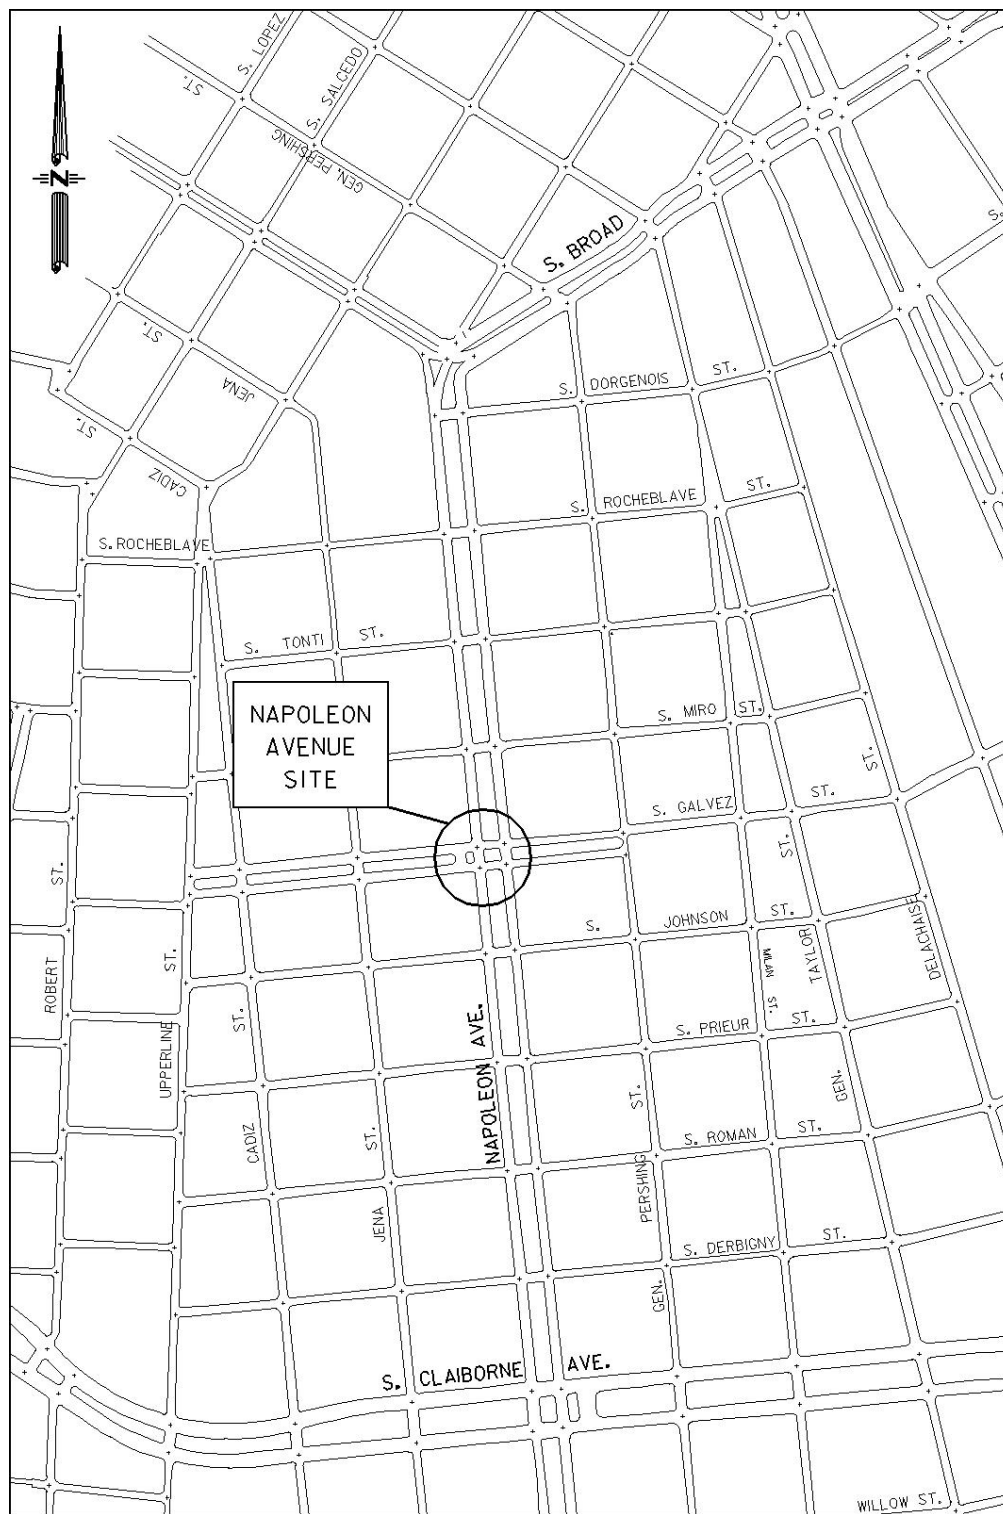 S. LOPEZ
ST.
S. SALCEDO
GEN. PERSHING
N
S.
S. BROAD
ST.
JENA
S. DORGENOIS ST.
ST.
CADIZ
S. ROCHEBLAVE ST.
S. ROCHEBLAVE
S. TONTI ST.
NAPOLEON
AVENUE
SITE
S. MIRO ST.
ST.
S. GALVEZ ST.
ST.
ST.
S. JOHNSON ST.
DELACHAISE
TAYLOR
MILAN ST.
ROBERT
ST.
UPPERLINE
ST.
NAPOLEON AVE.
S. PRIEUR ST.
GEN.
CADIZ
ST.
JENA
ST.
PERSHING
GEN.
S. ROMAN ST.
S. DERBIGNY ST.
S. CLAIBORNE AVE.
WILLOW ST.